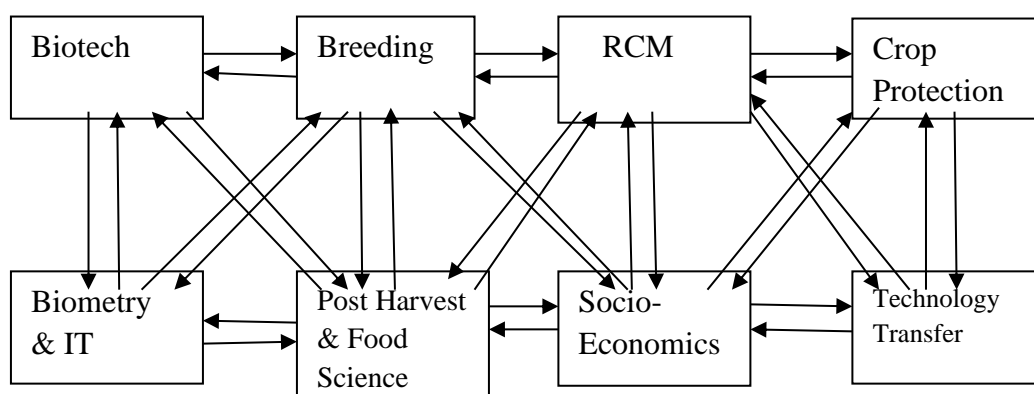 Biotech
Breeding
RCM
Crop
Protection
Biometry
& IT
Post Harvest
& Food
Science
Socio-
Economics
Technology
Transfer